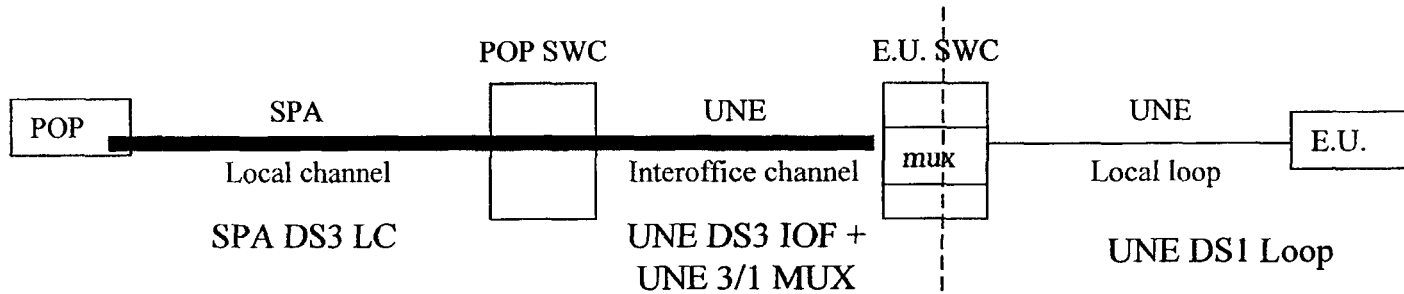 POP SWC
E.U. SWC
POP
SPA
UNE
UNE
mux
E.U.
Local channel
Interoffice channel
Local loop
SPA DS3 LC
UNE DS3 IOF +
UNE 3/1 MUX
UNE DS1 Loop